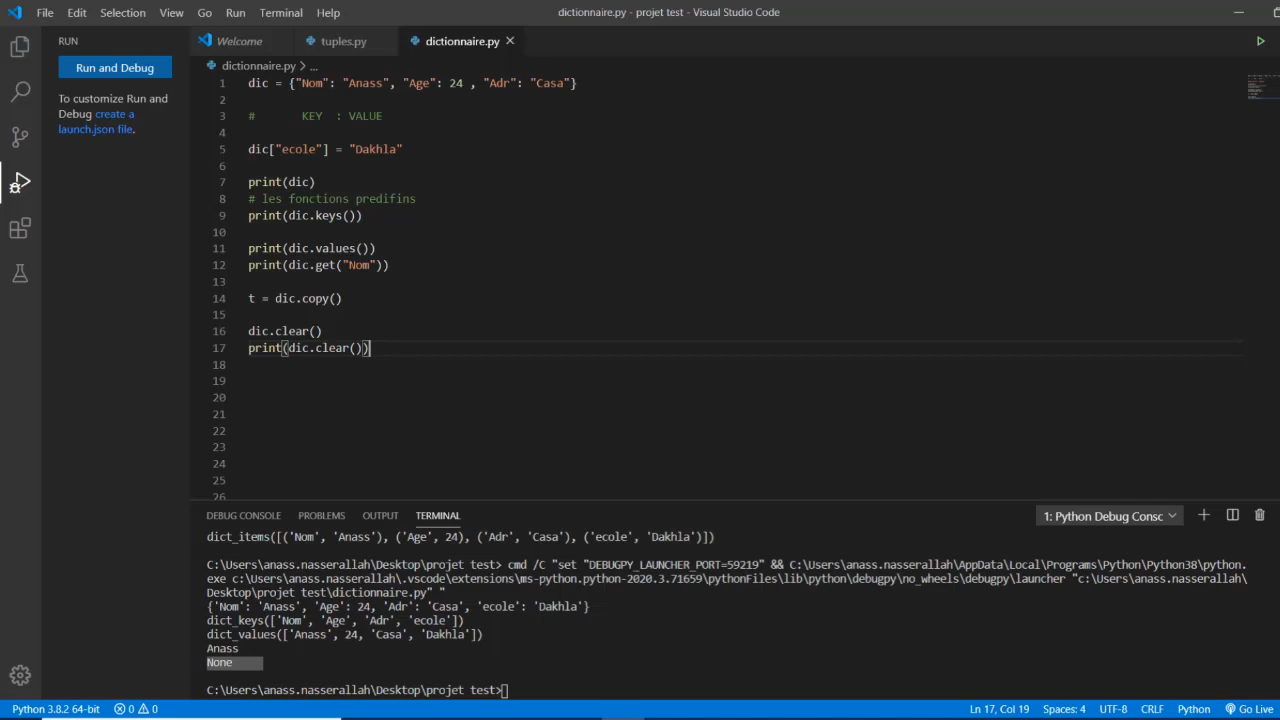 File Edit Selection View Go Run Terminal Help
dictionnaire.py - projet test - Visual Studio Code
RUN
Run and Debug
To customize Run and
Debug create a
launch.json file.
Welcome
tuples.py
dictionnaire.py
dictionnaire.py > ...
1 dic = {"Nom": "Anass", "Age": 24 , "Adr": "Casa"}
2
3 # KEY : VALUE
4
5 dic["ecole"] = "Dakhla"
6
7 print(dic)
8 # les fonctions predifins
9 print(dic.keys())
10
11 print(dic.values())
12 print(dic.get("Nom"))
13
14 t = dic.copy()
15
16 dic.clear()
17 print(dic.clear())
18
19
20
21
22
23
24
25
26
DEBUG CONSOLE PROBLEMS OUTPUT TERMINAL
1: Python Debug Consc
dict_items([('Nom', 'Anass'), ('Age', 24), ('Adr', 'Casa'), ('ecole', 'Dakhla')])
C:\Users\anass.nasserallah\Desktop\projet test> cmd /C "set "DEBUGPY_LAUNCHER_PORT=59219" && C:\Users\anass.nasserallah\AppData\Local\Programs\Python\Python38\python.
exe c:\Users\anass.nasserallah\.vscode\extensions\ms-python.python-2020.3.71659\pythonFiles\lib\python\debugpy\no_wheels\debugpy\launcher "c:\Users\anass.nasserallah\
Desktop\projet test\dictionnaire.py" "
{'Nom': 'Anass', 'Age': 24, 'Adr': 'Casa', 'ecole': 'Dakhla'}
dict_keys(['Nom', 'Age', 'Adr', 'ecole'])
dict_values(['Anass', 24, 'Casa', 'Dakhla'])
Anass
None
C:\Users\anass.nasserallah\Desktop\projet test>
Python 3.8.2 64-bit 0 0
Ln 17, Col 19 Spaces: 4 UTF-8 CRLF Python Go Live